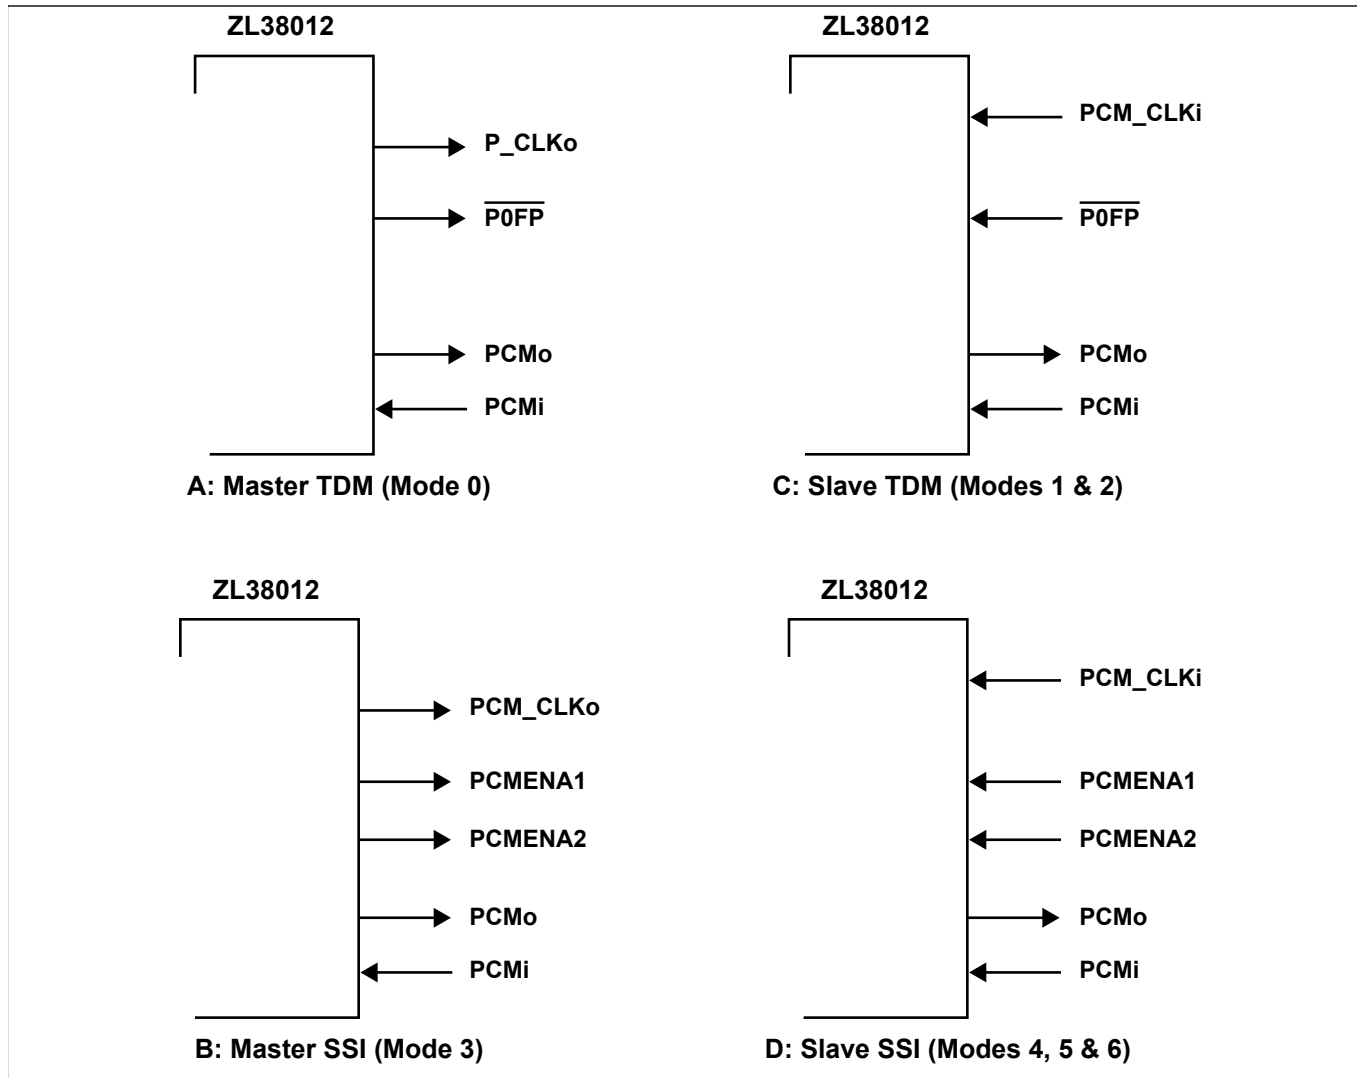 ZL38012
P_CLKo
P0FP
PCMo
PCMi
A: Master TDM (Mode 0)
ZL38012
PCM_CLKi
P0FP
PCMo
PCMi
C: Slave TDM (Modes 1 & 2)
ZL38012
PCM_CLKo
PCMENA1
PCMENA2
PCMo
PCMi
B: Master SSI (Mode 3)
ZL38012
PCM_CLKi
PCMENA1
PCMENA2
PCMo
PCMi
D: Slave SSI (Modes 4, 5 & 6)